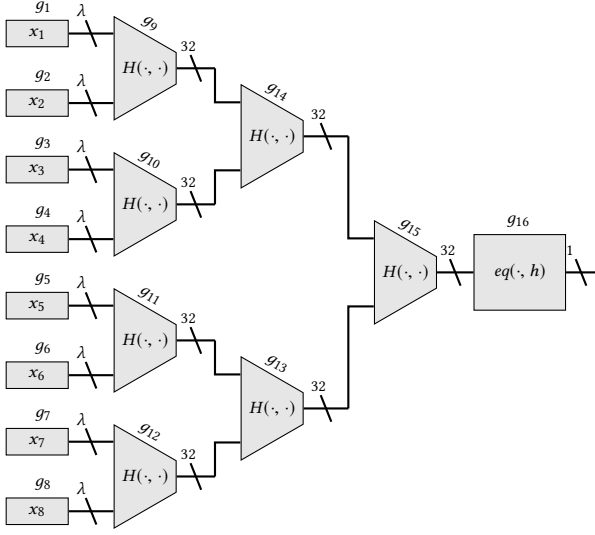 g₁ λ
x₁
g₂ λ
x₂
g₉
H(·, ·)
32
g₃ λ
x₃
g₄ λ
x₄
g₁₀
H(·, ·)
32
g₁₄
H(·, ·)
32
g₅ λ
x₅
g₆ λ
x₆
g₁₁
H(·, ·)
32
g₇ λ
x₇
g₈ λ
x₈
g₁₂
H(·, ·)
32
g₁₃
H(·, ·)
32
g₁₅
H(·, ·)
32
g₁₆
eq(·, h)
1